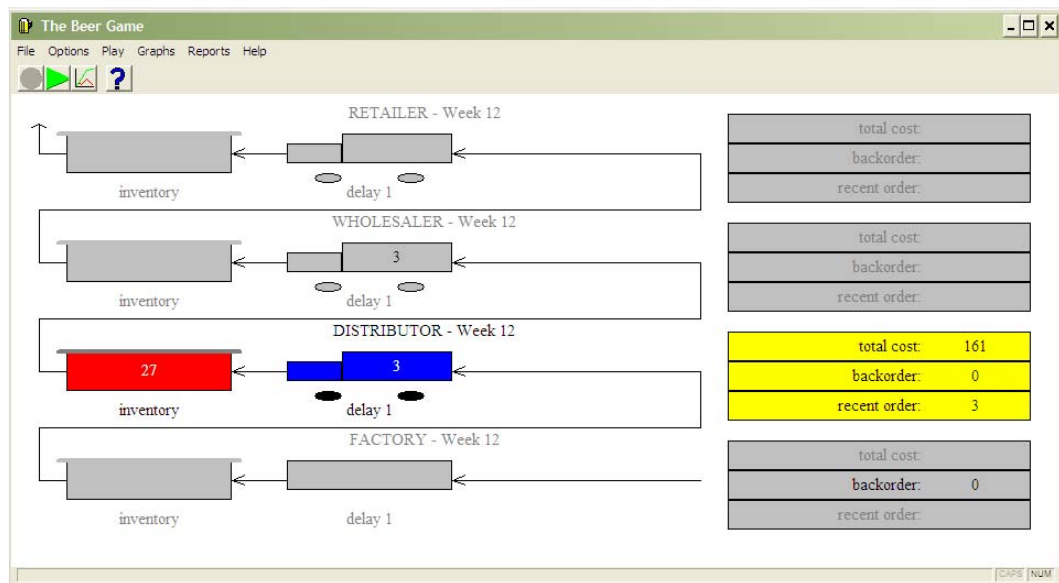 The Beer Game
File Options Play Graphs Reports Help
?
RETAILER - Week 12
total cost:
backorder:
inventory
delay 1
recent order:
WHOLESALER - Week 12
total cost:
3
backorder:
inventory
delay 1
recent order:
DISTRIBUTOR - Week 12
total cost: 161
27
3
backorder: 0
inventory
delay 1
recent order: 3
FACTORY - Week 12
total cost:
backorder: 0
inventory
delay 1
recent order:
CAPS NUM